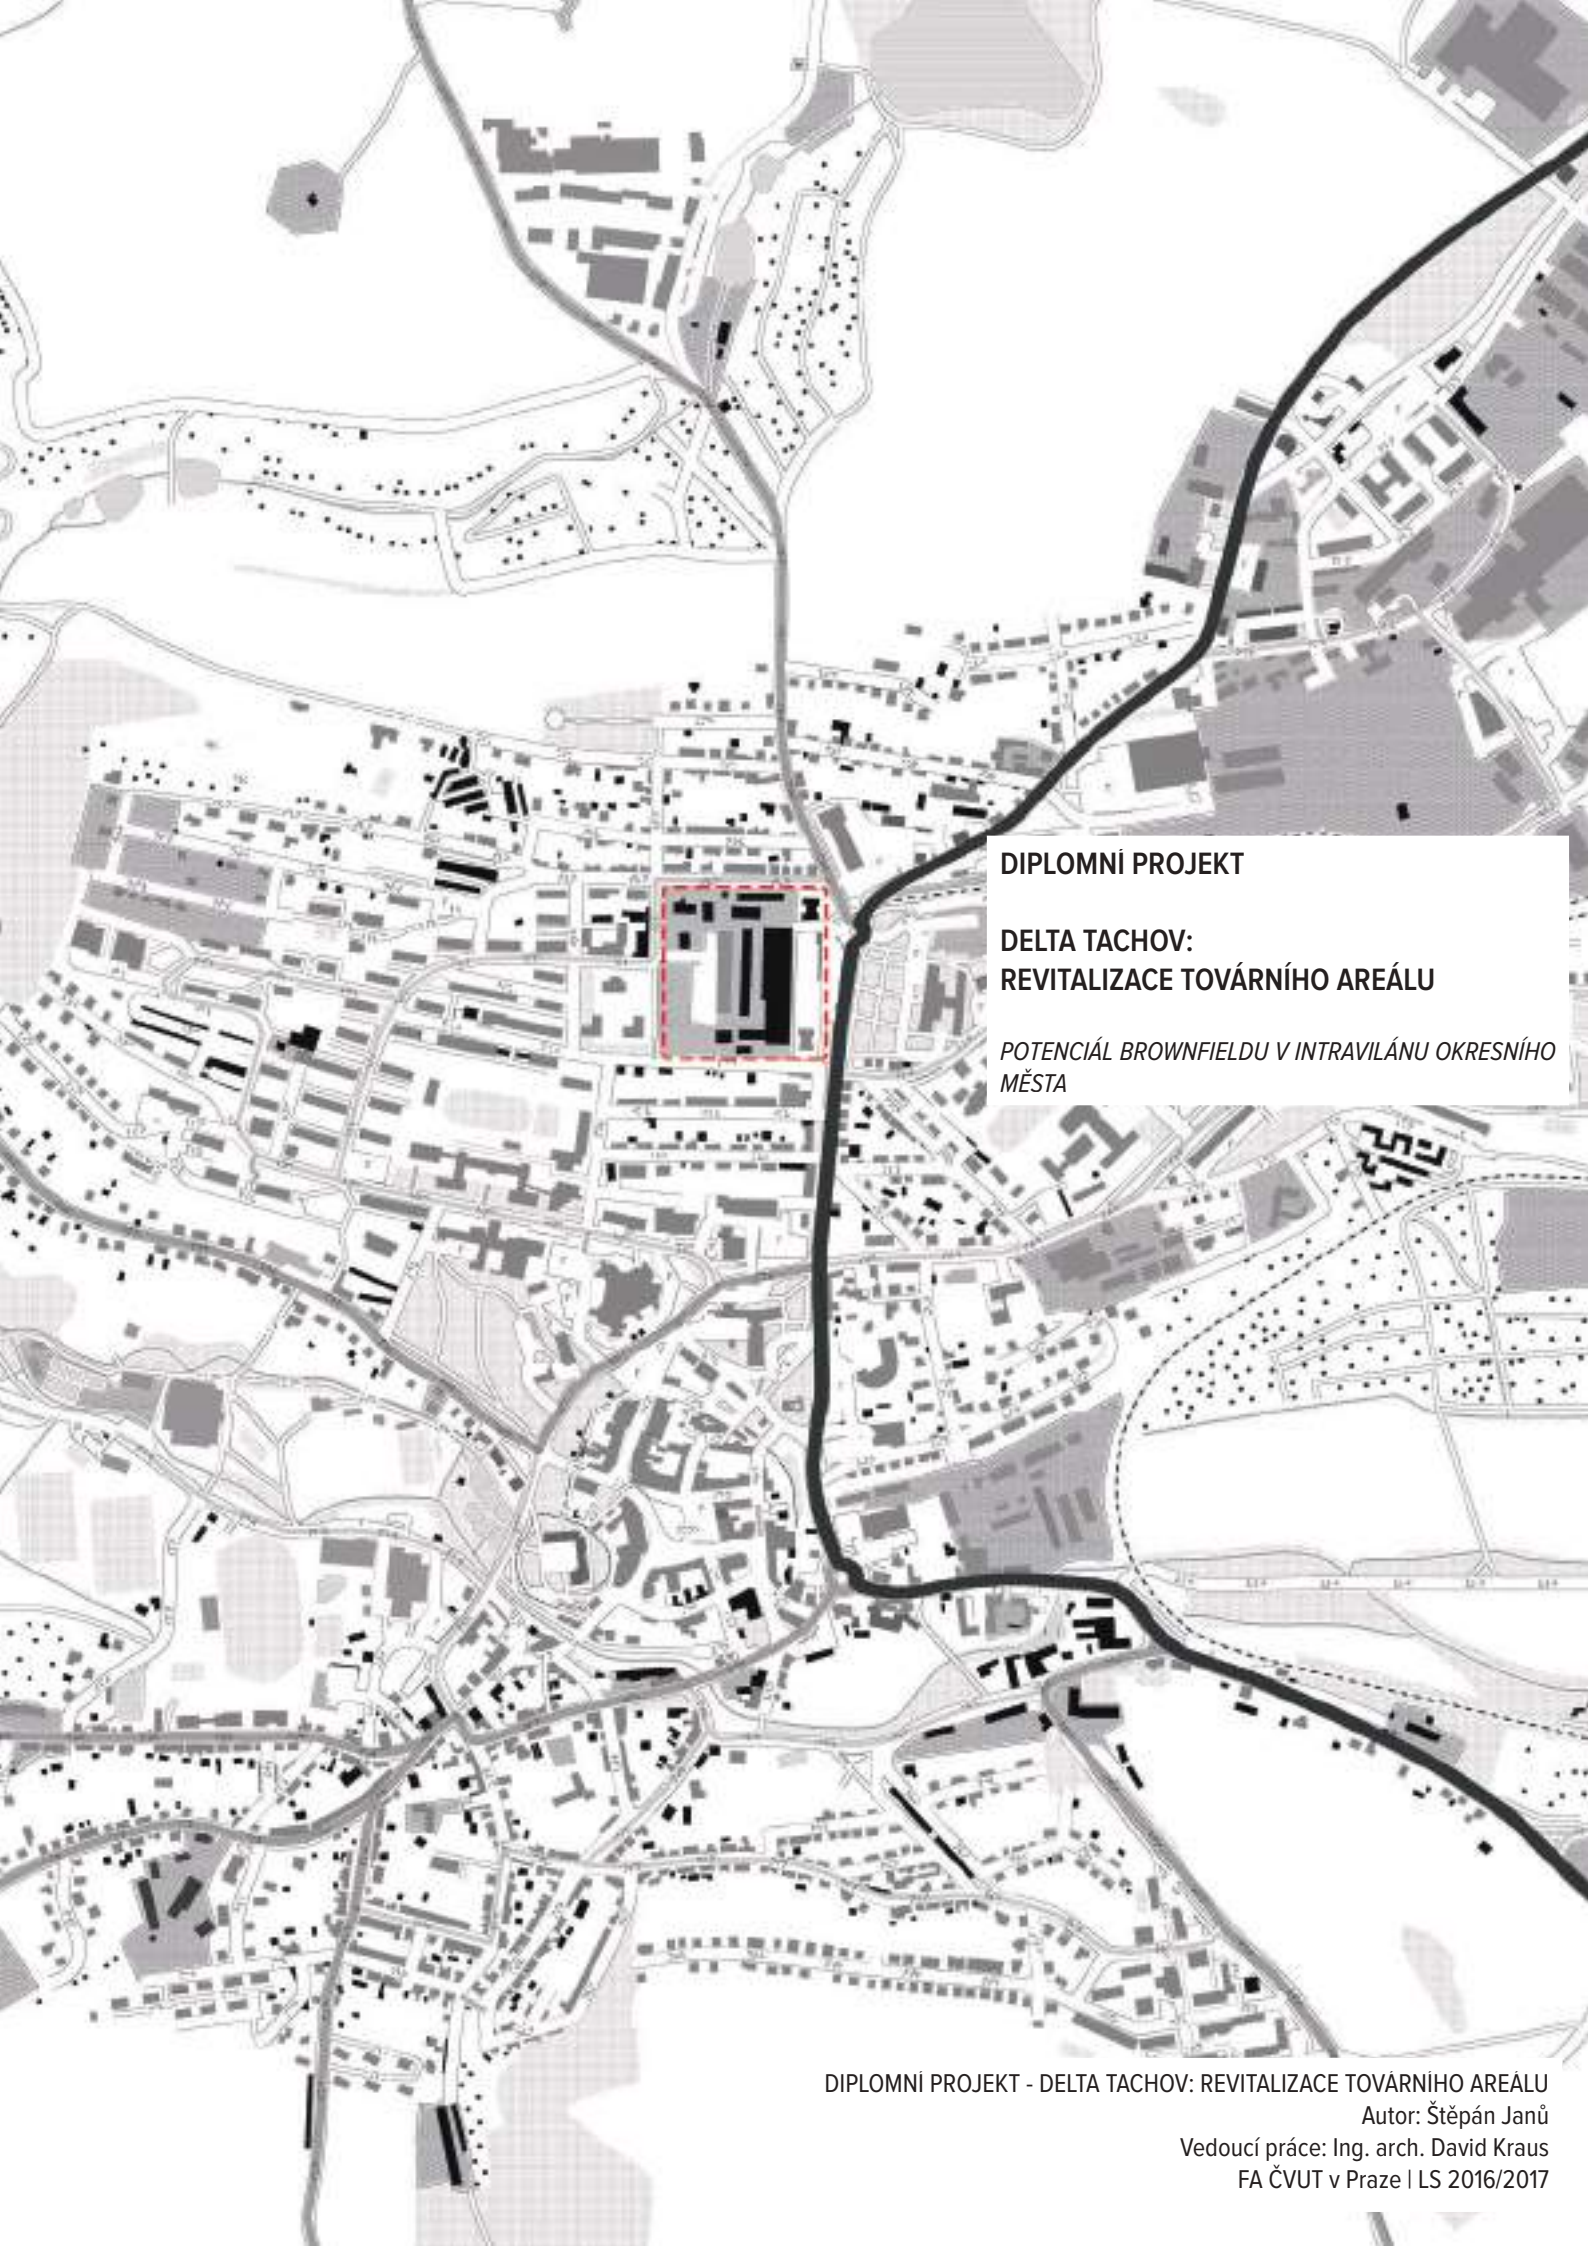 DIPLOMNÍ PROJEKT
DELTA TACHOV:
REVITALIZACE TOVÁRNÍHO AREÁLU
POTENCIÁL BROWNFIELDU V INTRAVILÁNU OKRESNÍHO
MĚSTA
DIPLOMNÍ PROJEKT - DELTA TACHOV: REVITALIZACE TOVÁRNÍHO AREÁLU
Autor: Štěpán Janů
Vedoucí práce: Ing. arch. David Kraus
FA ČVUT v Praze | LS 2016/2017